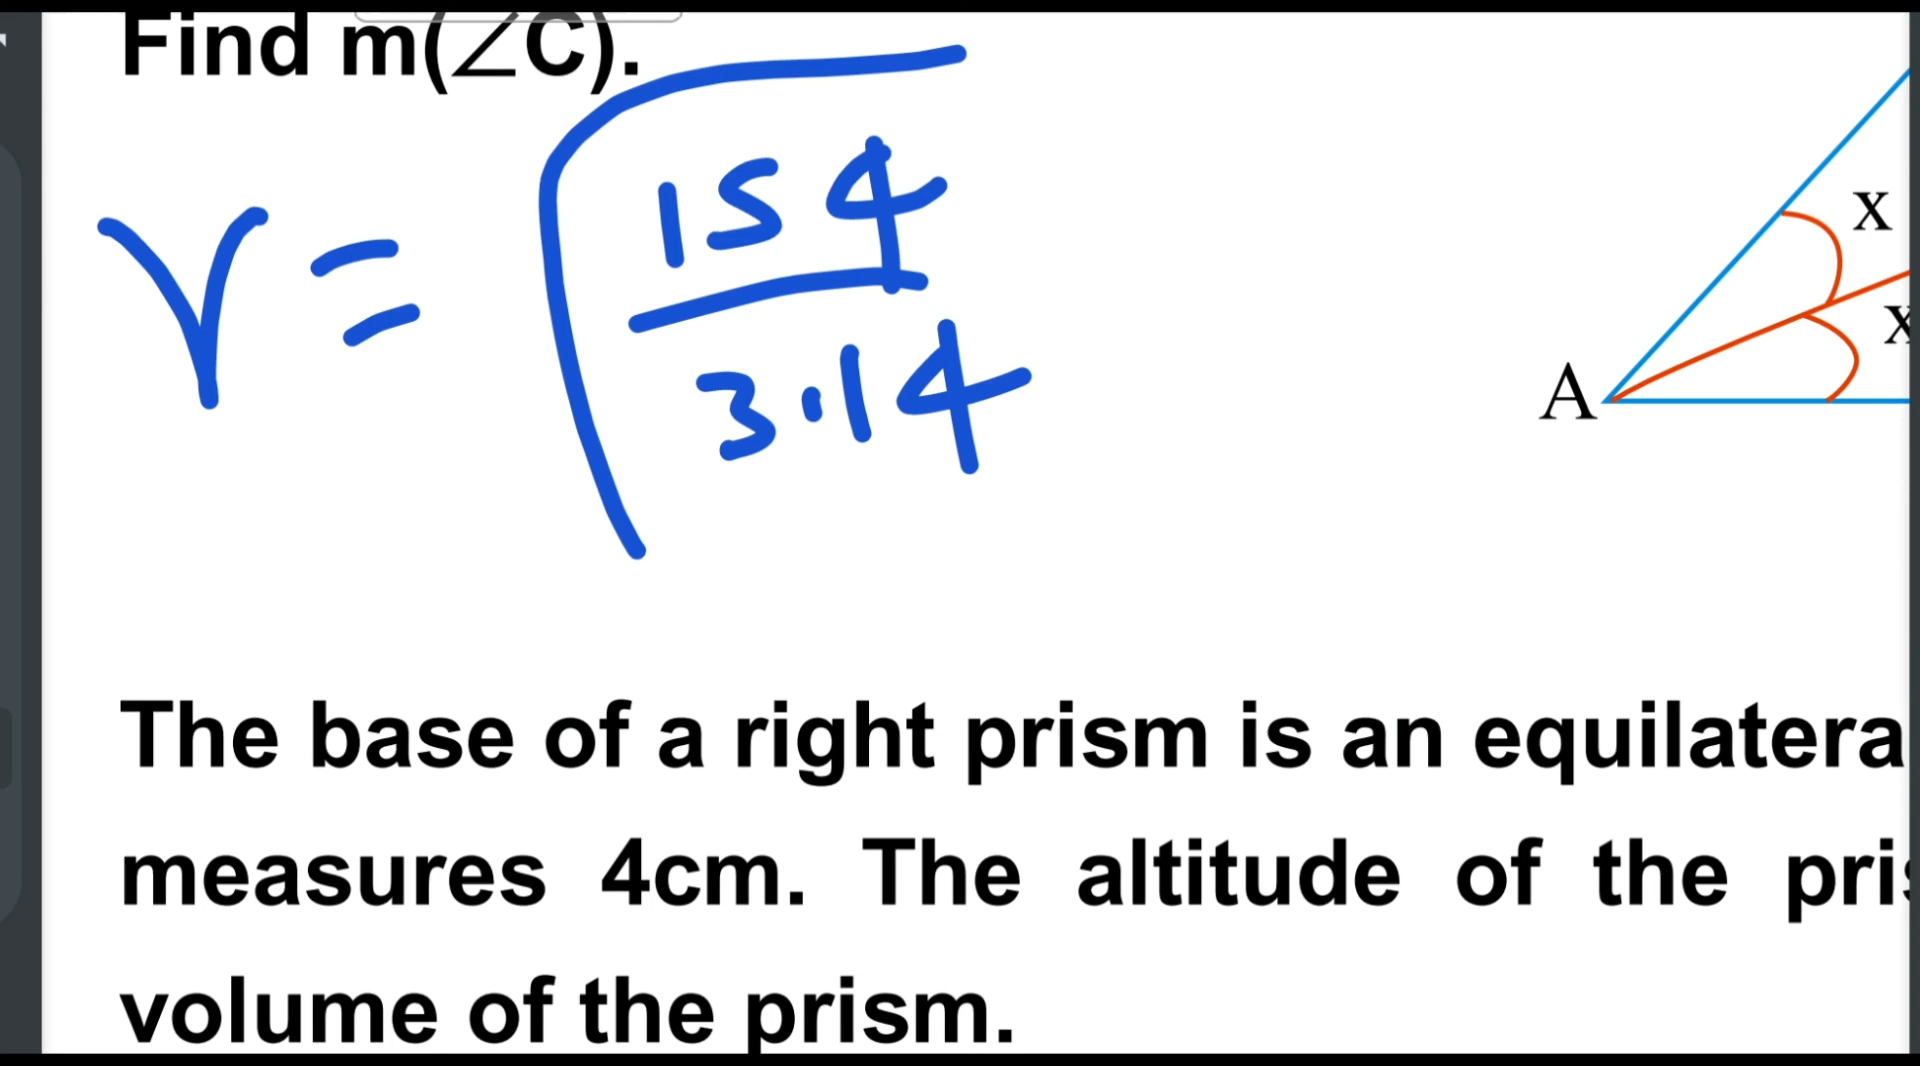 Find m(∠C).
r = √
154
3.14
x
x
A
The base of a right prism is an equilatera
measures 4cm. The altitude of the pris
volume of the prism.